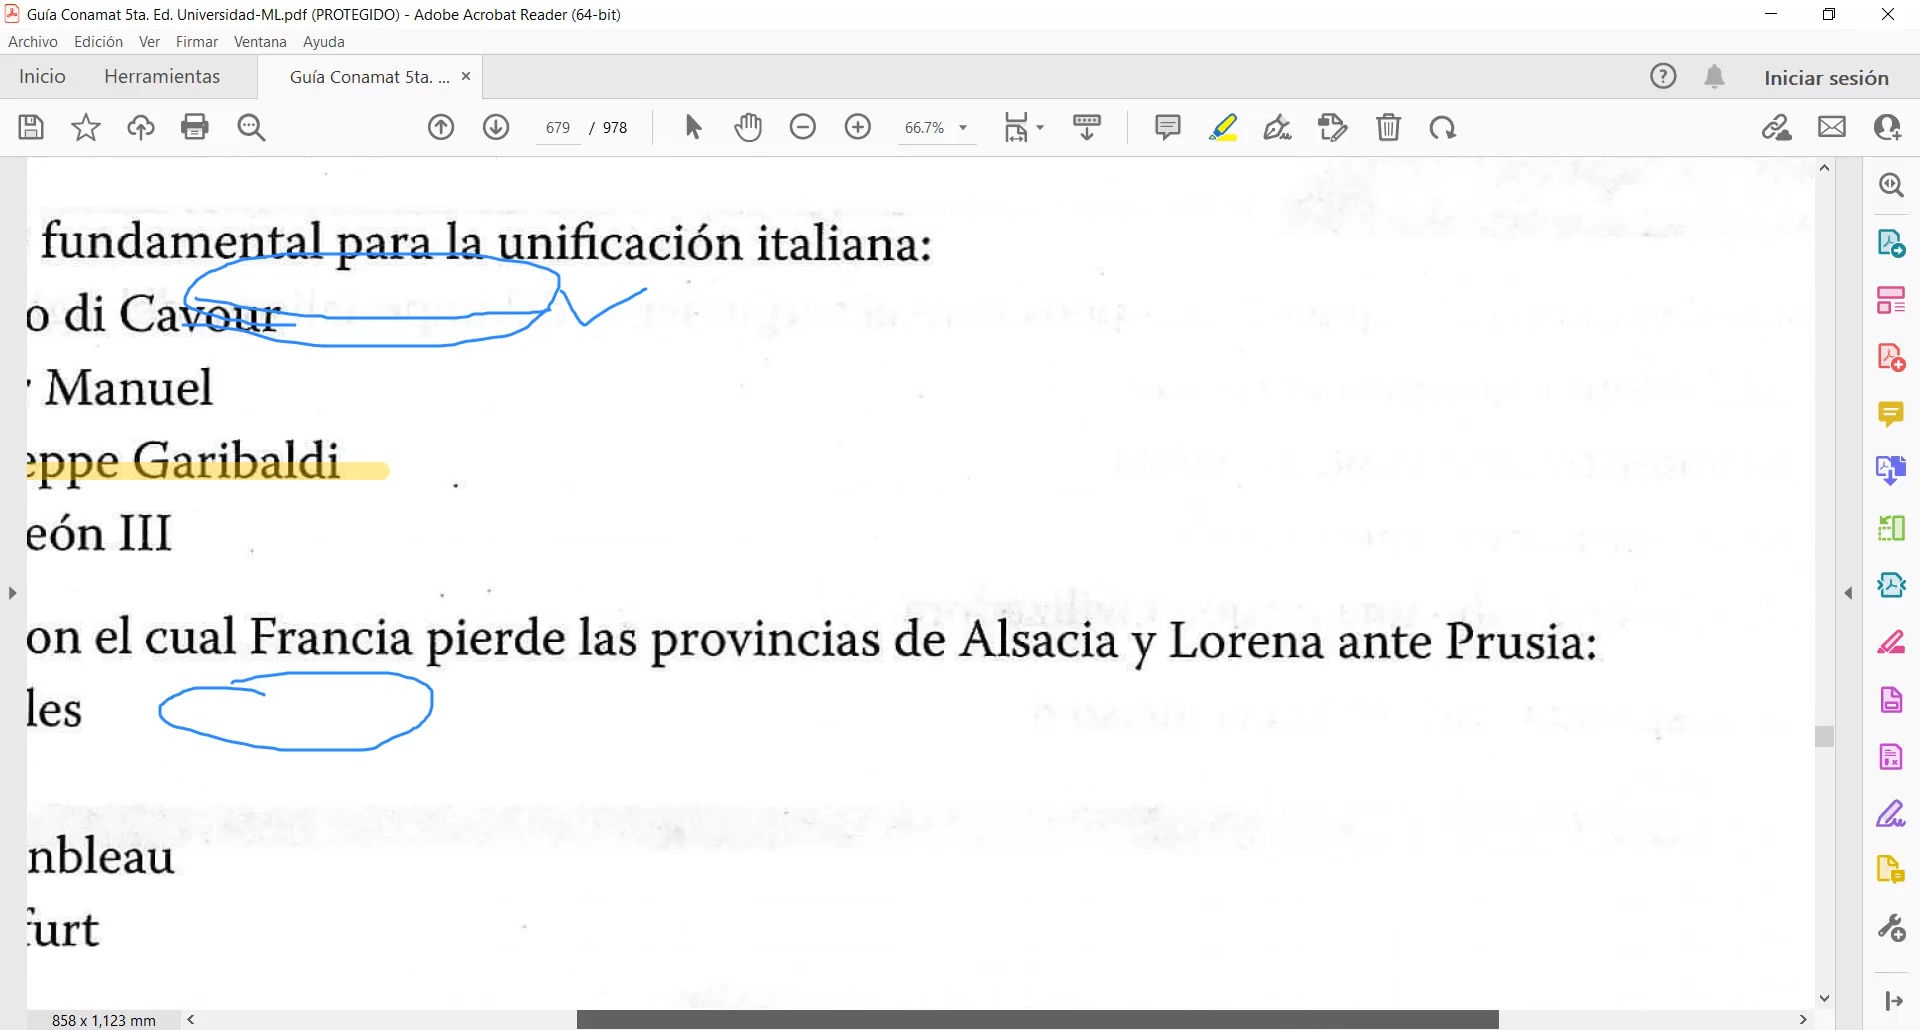 Guía Conamat 5ta. Ed. Universidad-ML.pdf (PROTEGIDO) - Adobe Acrobat Reader (64-bit)
Archivo Edición Ver Firmar Ventana Ayuda
Inicio Herramientas Guía Conamat 5ta. ... × Iniciar sesión
679 / 978 66.7%
fundamental para la unificación italiana:
o di Cavour
Manuel
eppe Garibaldi
eón III
on el cual Francia pierde las provincias de Alsacia y Lorena ante Prusia:
les
nbleau
furt
858 x 1,123 mm